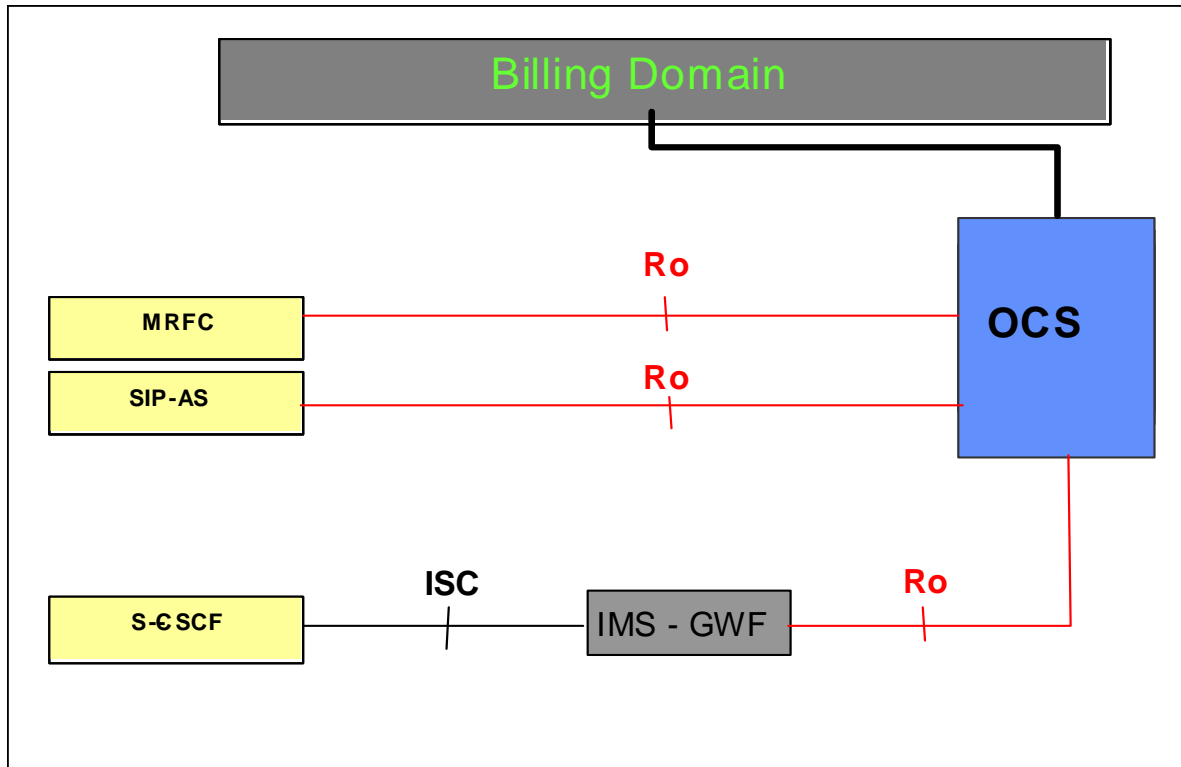 Billing Domain
Ro
MRFC
OCS
Ro
SIP-AS
ISC
Ro
S-CSCF
IMS - GWF